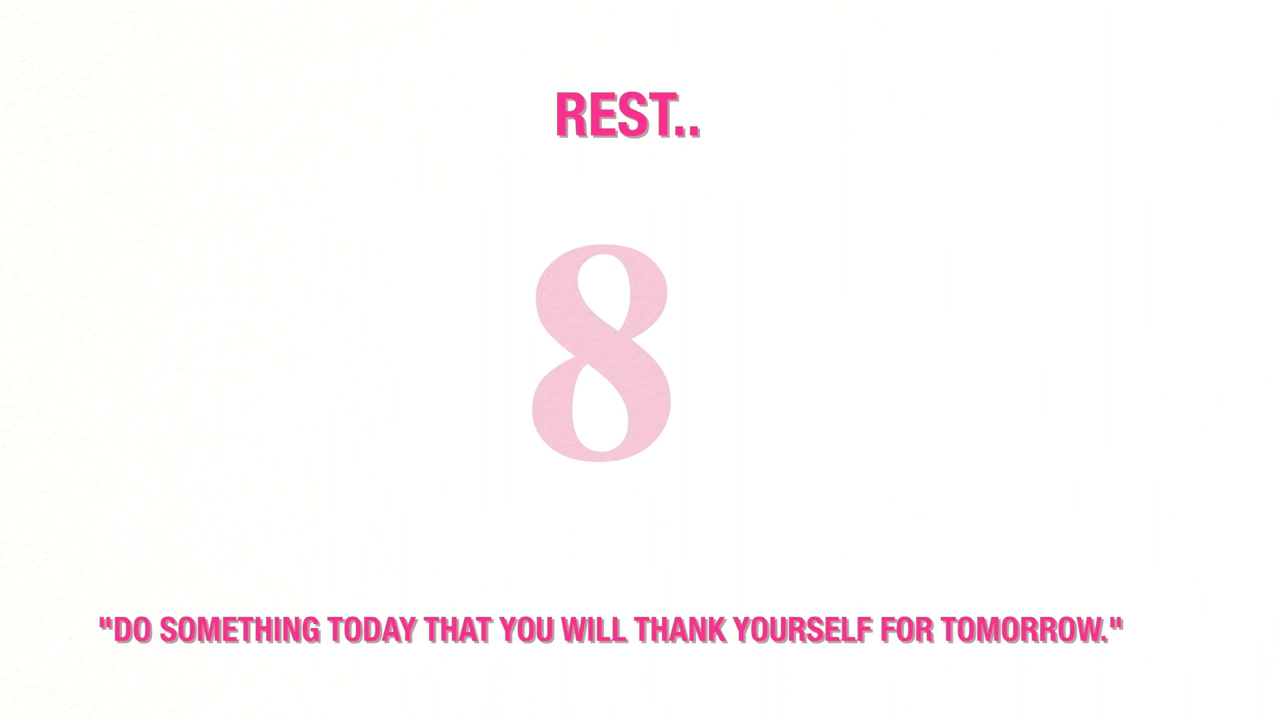 REST..
8
"DO SOMETHING TODAY THAT YOU WILL THANK YOURSELF FOR TOMORROW."